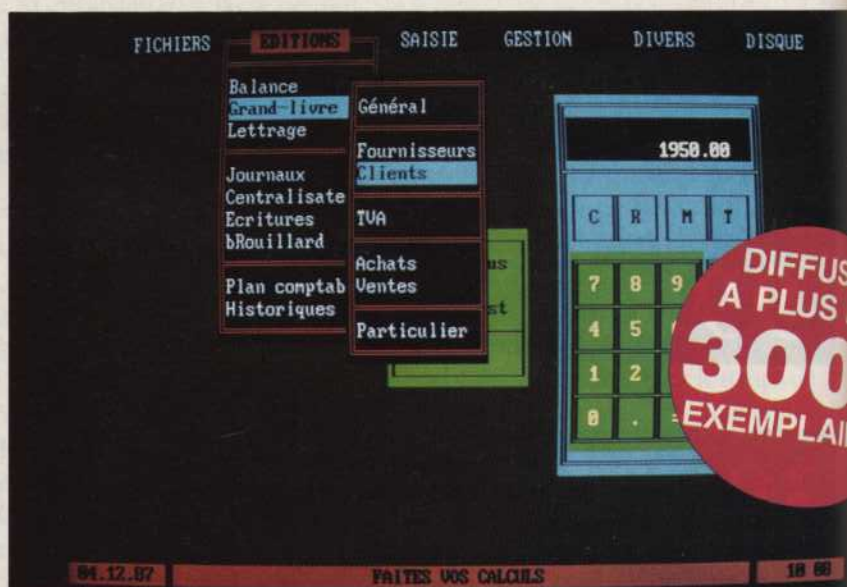 FICHIERS EDITIONS SAISIE GESTION DIVERS DISQUE
Balance
Grand-livre
Lettrage
Journaux
Centralisate
Ecritures
bRouillard
Plan comptab
Historiques
Général
Fournisseurs
Clients
TVA
Achats
Ventes
Particulier
us
st
1950.00
C R M T
7 8 9
4 5
1 2
0 . =
DIFFUS
A PLUS
300
EXEMPLAI
04.12.87 FAITES VOS CALCULS 10 00